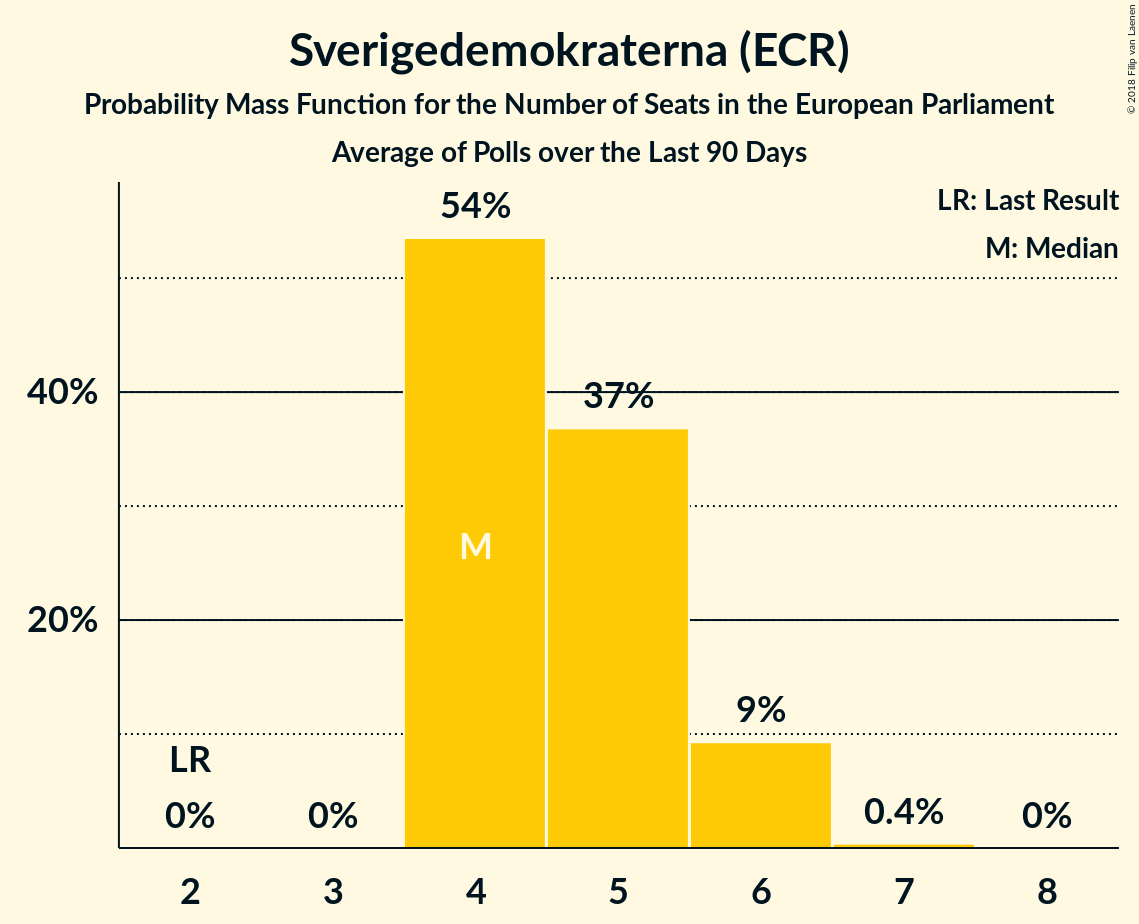 Sverigedemokraterna (ECR)
Probability Mass Function for the Number of Seats in the European Parliament
Average of Polls over the Last 90 Days
© 2018 Filip van Laenen
LR: Last Result
M: Median
54%
40%
37%
M
20%
9%
LR
0%
0%
0.4%
0%
2
3
4
5
6
7
8